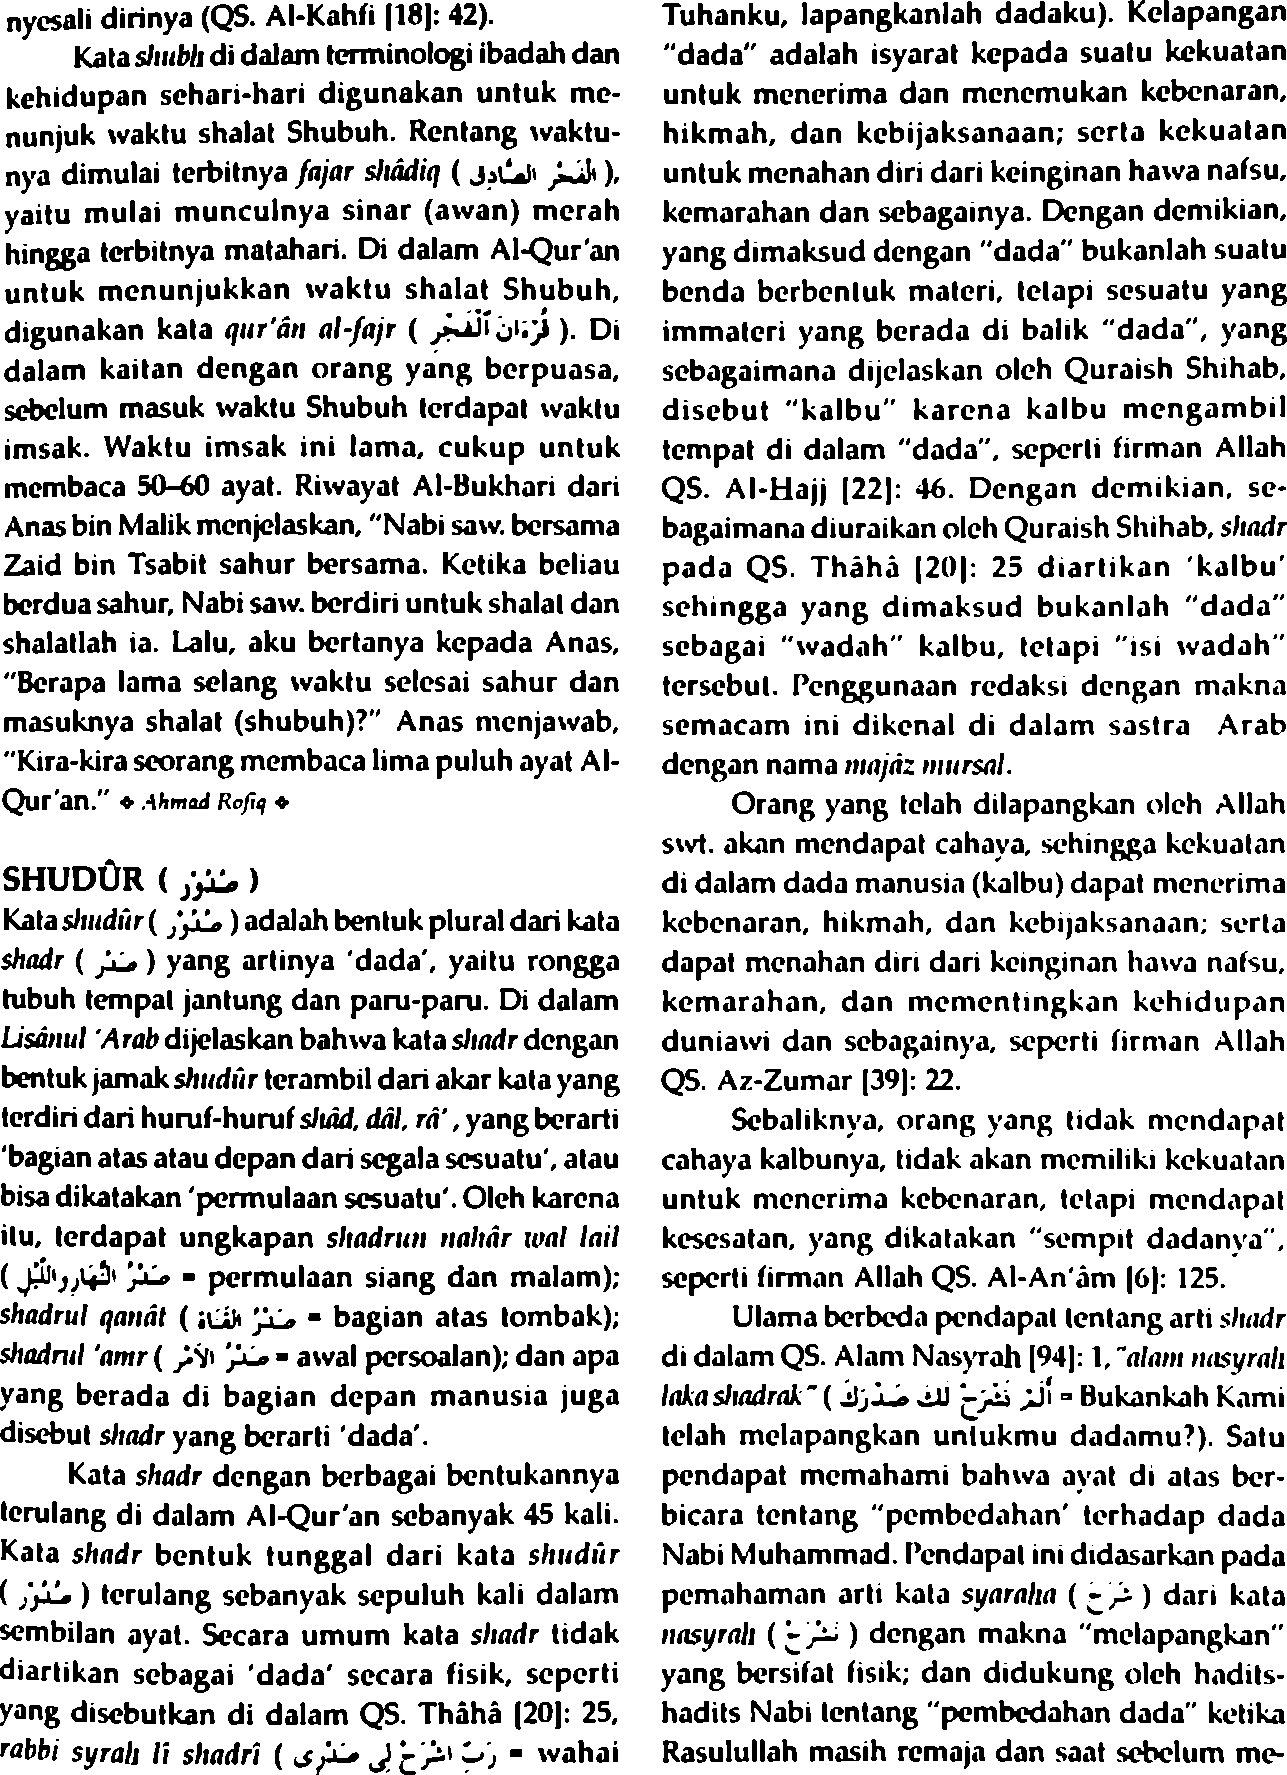 nyesali dirinya (QS. Al-Kahfi [18]: 42).
Kata shubh di dalam terminologi ibadah dan
kehidupan sehari-hari digunakan untuk me-
nunjuk waktu shalat Shubuh. Rentang waktu-
nya dimulai terbitnya fajar shâdiq ( الْفَجْرُ الصَّادِقُ ),
yaitu mulai munculnya sinar (awan) merah
hingga terbitnya matahari. Di dalam Al-Qur'an
untuk menunjukkan waktu shalat Shubuh,
digunakan kata qur'ân al-fajr ( قُرْءَانَ ٱلْفَجْرِ ). Di
dalam kaitan dengan orang yang berpuasa,
sebelum masuk waktu Shubuh terdapat waktu
imsak. Waktu imsak ini lama, cukup untuk
membaca 50–60 ayat. Riwayat Al-Bukhari dari
Anas bin Malik menjelaskan, "Nabi saw. bersama
Zaid bin Tsabit sahur bersama. Ketika beliau
berdua sahur, Nabi saw. berdiri untuk shalat dan
shalatlah ia. Lalu, aku bertanya kepada Anas,
"Berapa lama selang waktu selesai sahur dan
masuknya shalat (shubuh)?" Anas menjawab,
"Kira-kira seorang membaca lima puluh ayat Al-
Qur'an." ❖ Ahmad Rofiq ❖
SHUDÛR ( صُدُوْر )
Kata shudûr ( صُدُوْر ) adalah bentuk plural dari kata
shadr ( صَدْر ) yang artinya 'dada', yaitu rongga
tubuh tempat jantung dan paru-paru. Di dalam
Lisânul 'Arab dijelaskan bahwa kata shadr dengan
bentuk jamak shudûr terambil dari akar kata yang
terdiri dari huruf-huruf shâd, dâl, râ', yang berarti
'bagian atas atau depan dari segala sesuatu', atau
bisa dikatakan 'permulaan sesuatu'. Oleh karena
itu, terdapat ungkapan shadrun nahâr wal lail
( صَدْرُ النَّهَارِ وَاللَّيْلِ = permulaan siang dan malam);
shadrul qanât ( صَدْرُ الْقَنَاةِ = bagian atas tombak);
shadrul 'amr ( صَدْرُ الْأَمْرِ = awal persoalan); dan apa
yang berada di bagian depan manusia juga
disebut shadr yang berarti 'dada'.
Kata shadr dengan berbagai bentukannya
terulang di dalam Al-Qur'an sebanyak 45 kali.
Kata shadr bentuk tunggal dari kata shudûr
( صُدُوْر ) terulang sebanyak sepuluh kali dalam
sembilan ayat. Secara umum kata shadr tidak
diartikan sebagai 'dada' secara fisik, seperti
yang disebutkan di dalam QS. Thâhâ [20]: 25,
rabbi syrah lî shadrî ( رَبِّ اشْرَحْ لِي صَدْرِى = wahai
Tuhanku, lapangkanlah dadaku). Kelapangan
"dada" adalah isyarat kepada suatu kekuatan
untuk menerima dan menemukan kebenaran,
hikmah, dan kebijaksanaan; serta kekuatan
untuk menahan diri dari keinginan hawa nafsu,
kemarahan dan sebagainya. Dengan demikian,
yang dimaksud dengan "dada" bukanlah suatu
benda berbentuk materi, tetapi sesuatu yang
immateri yang berada di balik "dada", yang
sebagaimana dijelaskan oleh Quraish Shihab,
disebut "kalbu" karena kalbu mengambil
tempat di dalam "dada", seperti firman Allah
QS. Al-Hajj [22]: 46. Dengan demikian, se-
bagaimana diuraikan oleh Quraish Shihab, shadr
pada QS. Thâhâ [20]: 25 diartikan 'kalbu'
sehingga yang dimaksud bukanlah "dada"
sebagai "wadah" kalbu, tetapi "isi wadah"
tersebut. Penggunaan redaksi dengan makna
semacam ini dikenal di dalam sastra Arab
dengan nama majâz mursal.
Orang yang telah dilapangkan oleh Allah
swt. akan mendapat cahaya, sehingga kekuatan
di dalam dada manusia (kalbu) dapat menerima
kebenaran, hikmah, dan kebijaksanaan; serta
dapat menahan diri dari keinginan hawa nafsu,
kemarahan, dan mementingkan kehidupan
duniawi dan sebagainya, seperti firman Allah
QS. Az-Zumar [39]: 22.
Sebaliknya, orang yang tidak mendapat
cahaya kalbunya, tidak akan memiliki kekuatan
untuk menerima kebenaran, tetapi mendapat
kesesatan, yang dikatakan "sempit dadanya",
seperti firman Allah QS. Al-An'âm [6]: 125.
Ulama berbeda pendapat tentang arti shadr
di dalam QS. Alam Nasyrah [94]: 1, "alam nasyrah
laka shadrak" ( أَلَمْ نَشْرَحْ لَكَ صَدْرَكَ = Bukankah Kami
telah melapangkan untukmu dadamu?). Satu
pendapat memahami bahwa ayat di atas ber-
bicara tentang "pembedahan' terhadap dada
Nabi Muhammad. Pendapat ini didasarkan pada
pemahaman arti kata syaraha ( شَرَحَ ) dari kata
nasyrah ( نَشْرَحْ ) dengan makna "melapangkan"
yang bersifat fisik; dan didukung oleh hadits-
hadits Nabi tentang "pembedahan dada" ketika
Rasulullah masih remaja dan saat sebelum me-